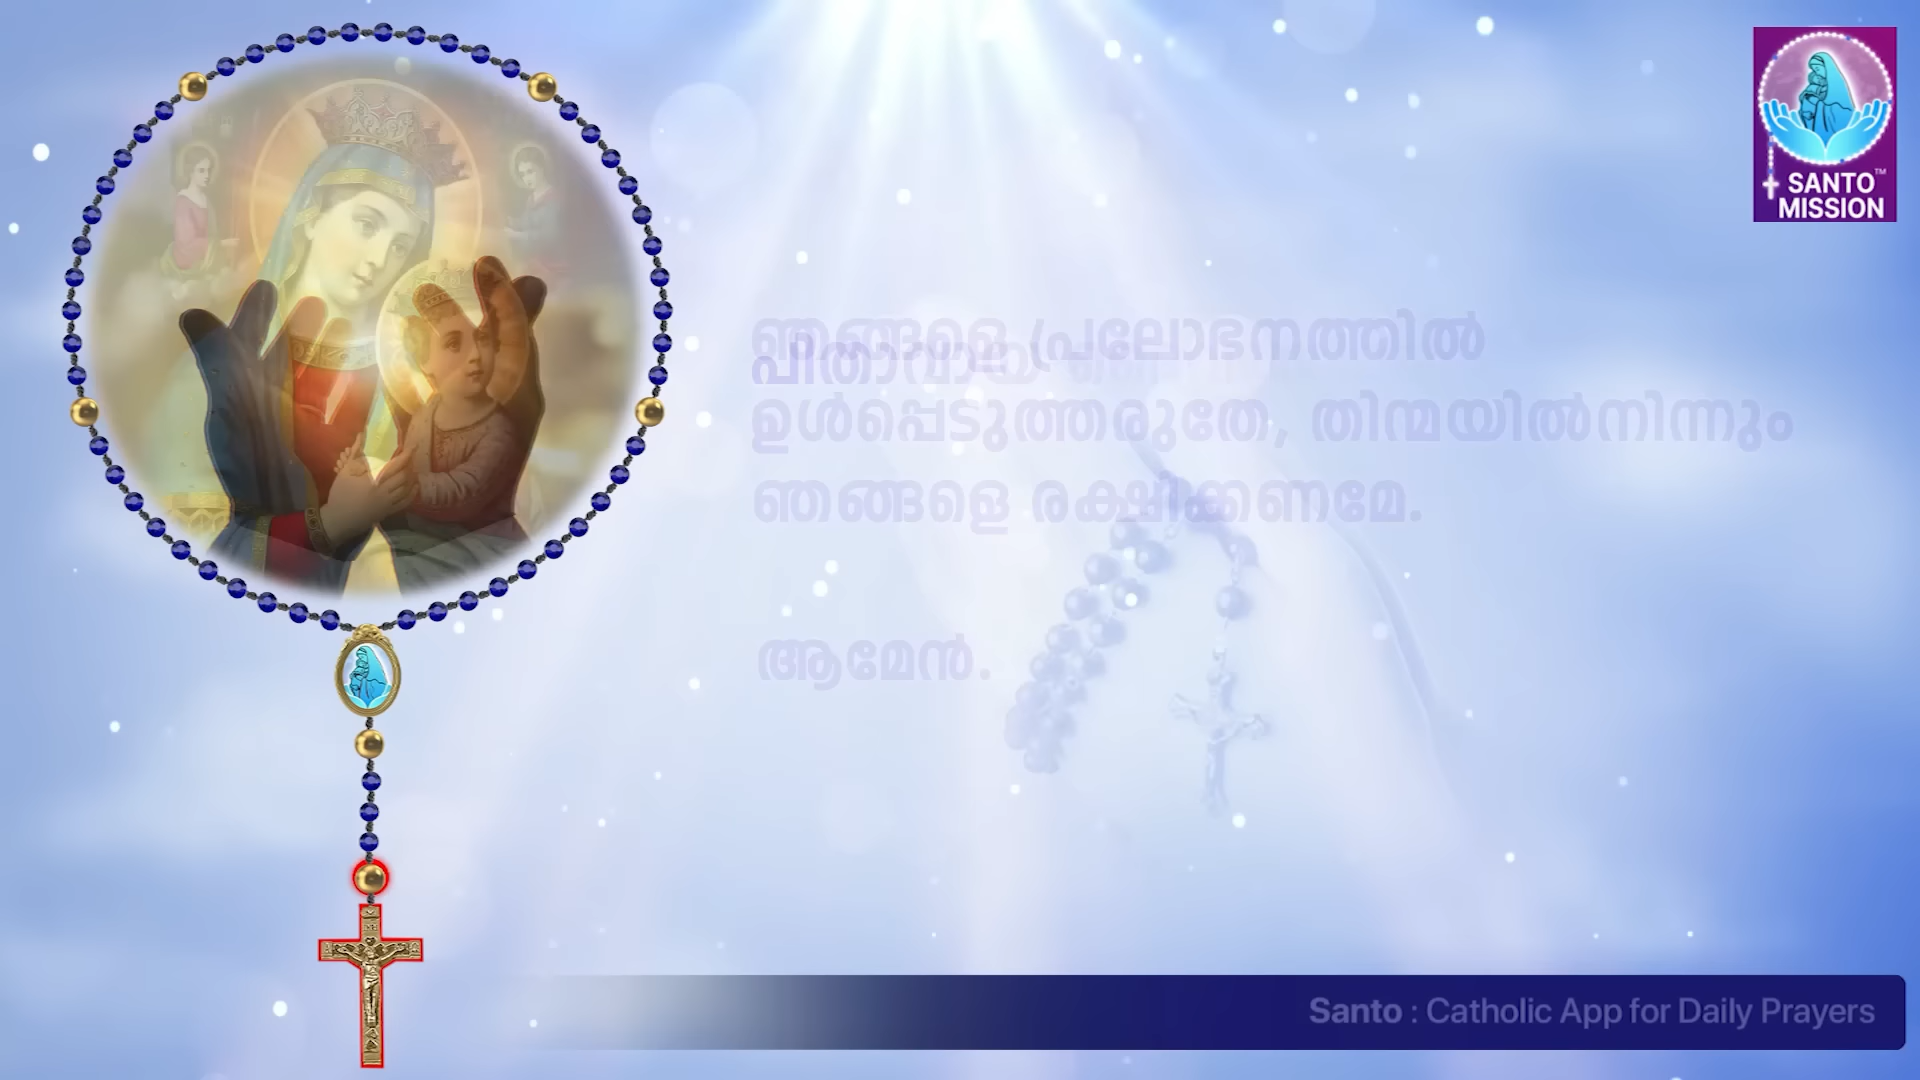 SANTO™
MISSION
ഞങ്ങളെ പ്രലോഭനത്തിൽ
പിതാവായ
ഉൾപ്പെടുത്തരുതേ, തിന്മയിൽനിന്നും
ഞങ്ങളെ രക്ഷിക്കണമേ.
ആമേൻ.
Santo : Catholic App for Daily Prayers